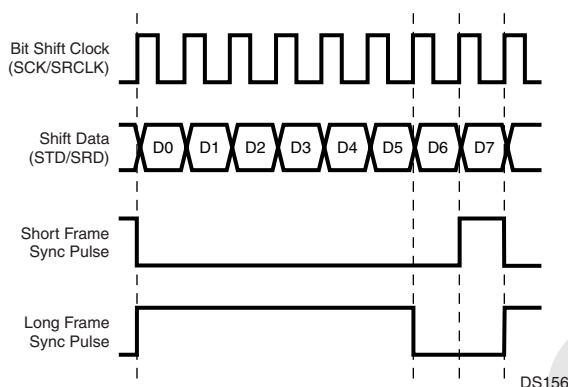 Bit Shift Clock
(SCK/SRCLK)
Shift Data
(STD/SRD)
D0 D1 D2 D3 D4 D5 D6 D7
Short Frame
Sync Pulse
Long Frame
Sync Pulse
DS156